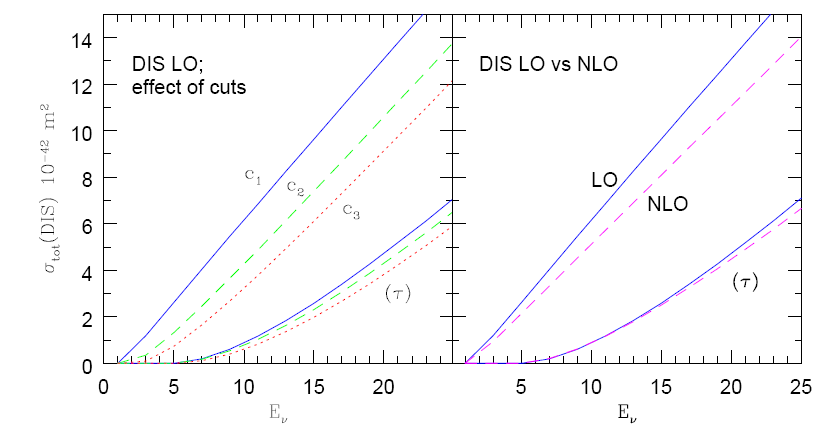 14
12
10
8
6
4
2
0
σ_tot(DIS) 10^-42 m^2
DIS LO;
effect of cuts
c_1
c_2
c_3
(τ)
0 5 10 15 20
E_ν
DIS LO vs NLO
LO
NLO
(τ)
5 10 15 20 25
E_ν